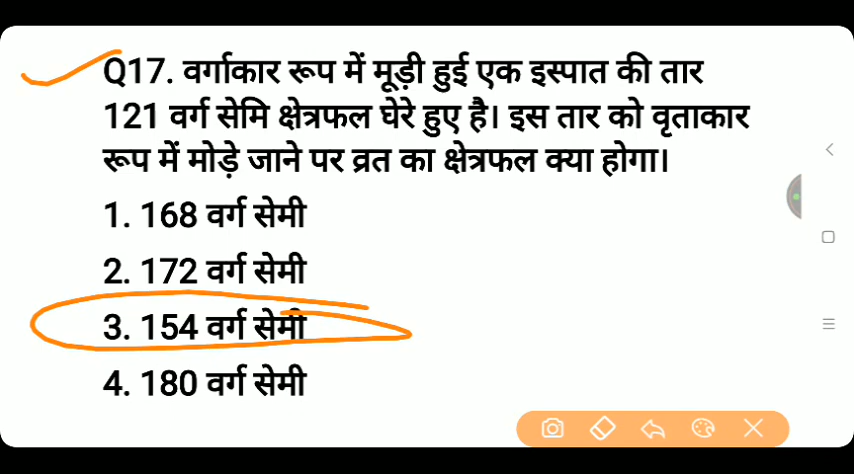 Q17. वर्गाकार रूप में मूड़ी हुई एक इस्पात की तार
121 वर्ग सेमि क्षेत्रफल घेरे हुए है। इस तार को वृताकार
रूप में मोड़े जाने पर व्रत का क्षेत्रफल क्या होगा।
1. 168 वर्ग सेमी
2. 172 वर्ग सेमी
3. 154 वर्ग सेमी
4. 180 वर्ग सेमी